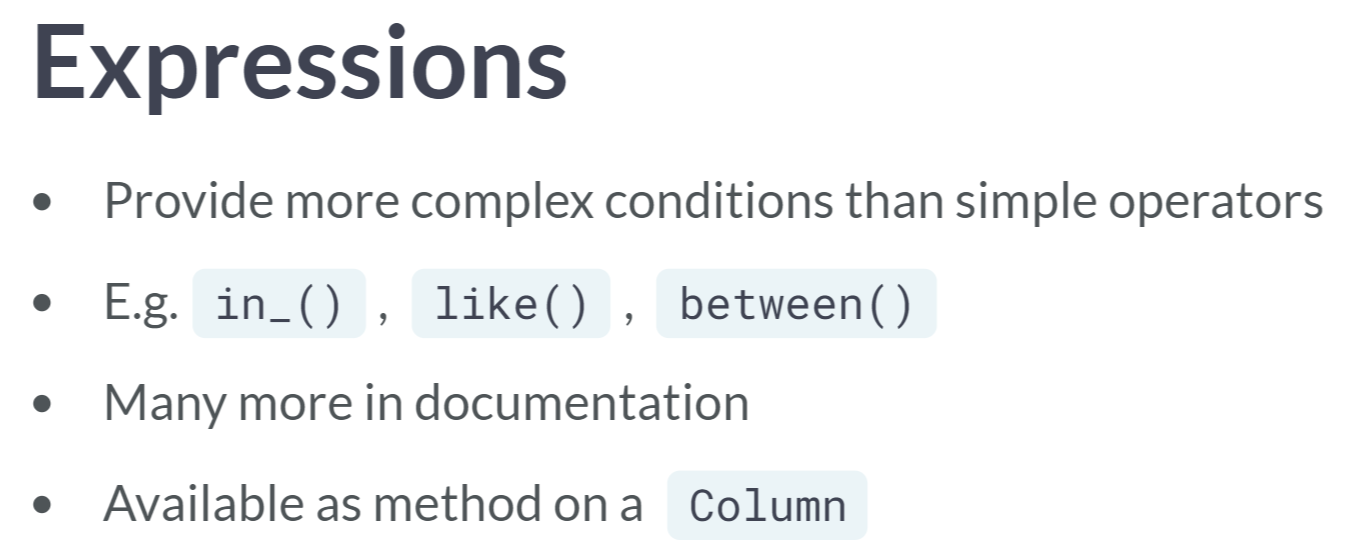 Expressions
• Provide more complex conditions than simple operators
• E.g. in_() , like() , between()
• Many more in documentation
• Available as method on a Column